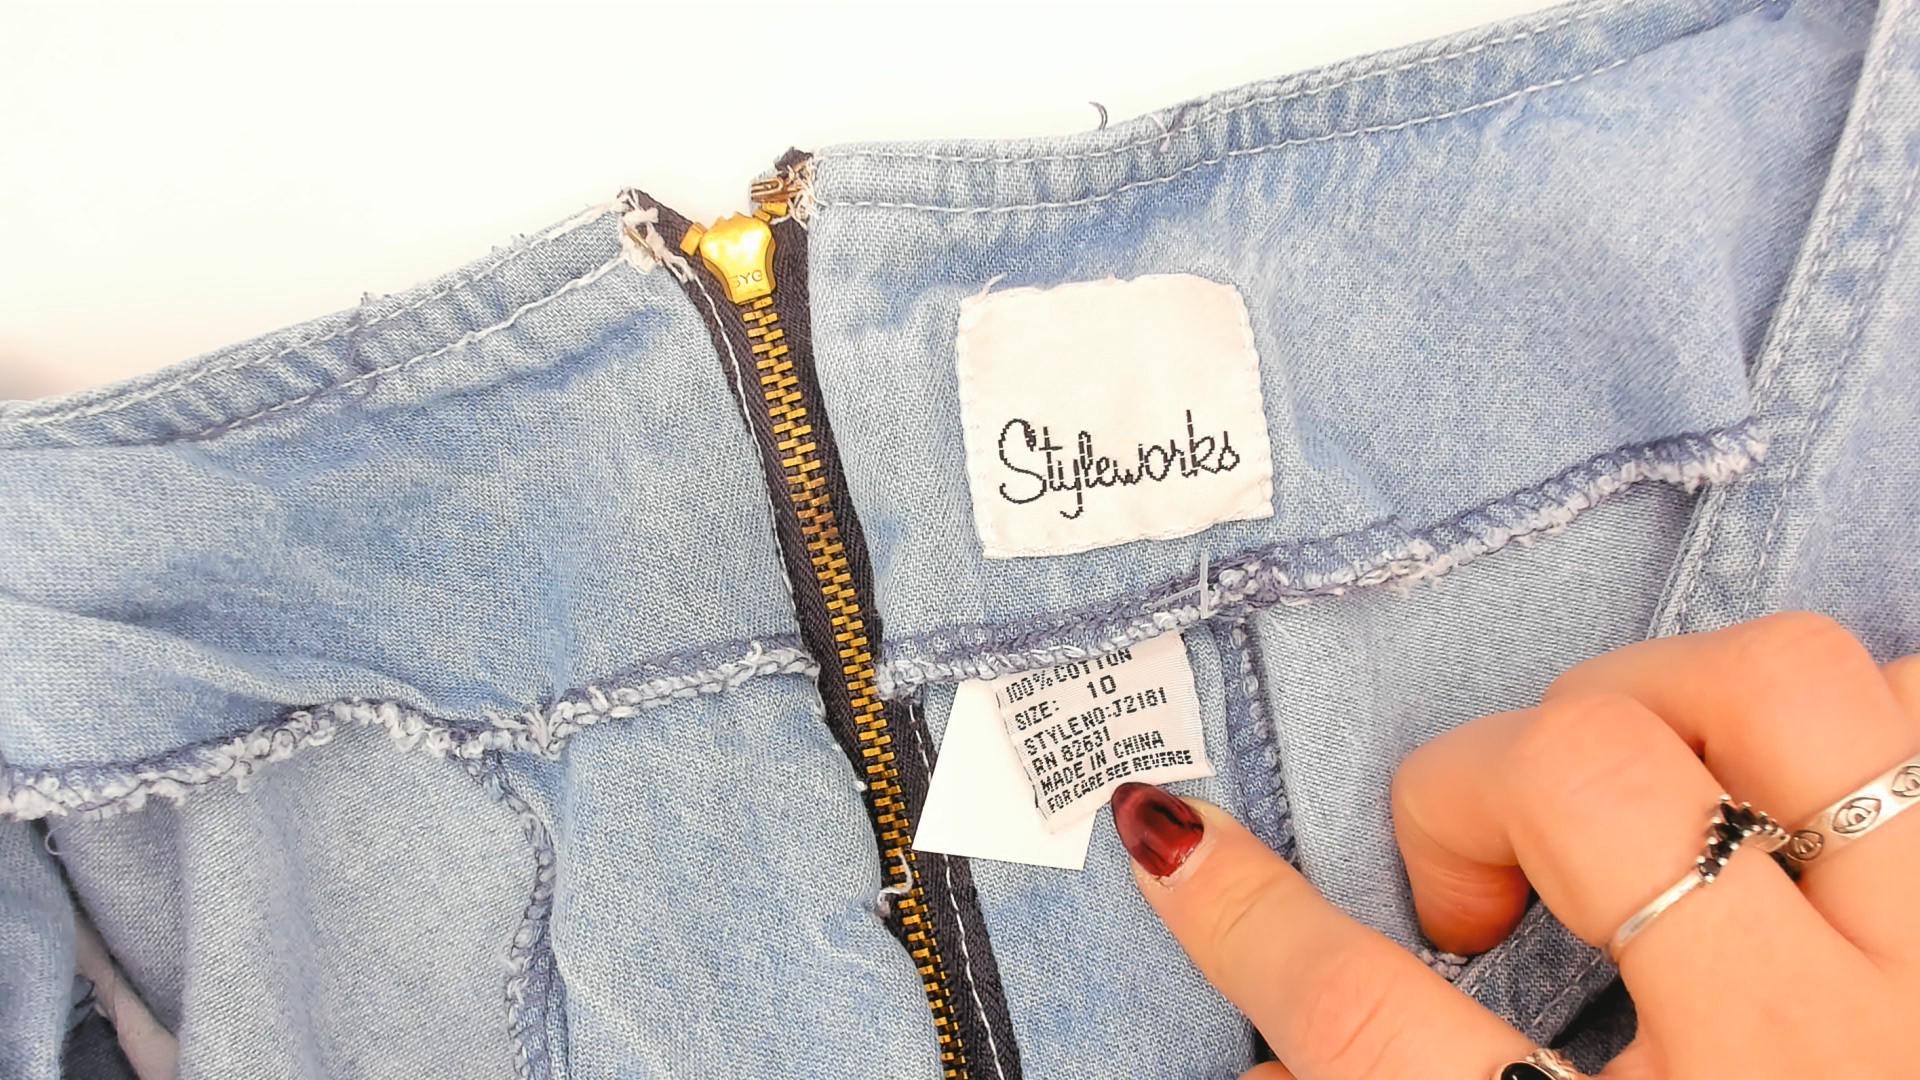 Styleworks
100% COTTON
10
SIZE:
STYLE NO: J2181
RN 82631
MADE IN CHINA
FOR CARE SEE REVERSE